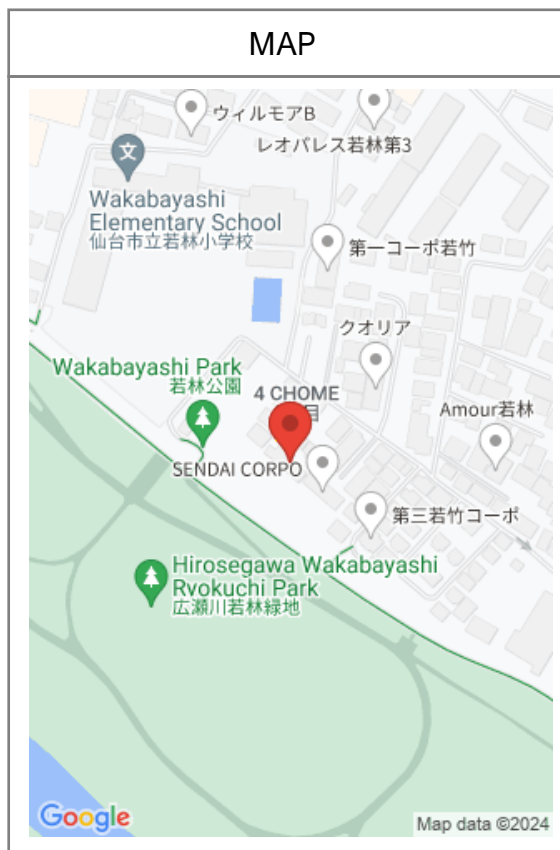 MAP
ウィルモアB
レオパレス若林第3
文
Wakabayashi
Elementary School
仙台市立若林小学校
第一コーポ若竹
クオリア
Wakabayashi Park
若林公園
4 CHOME
目
Amour若林
SENDAI CORPO
第三若竹コーポ
Hirosegawa Wakabayashi
Ryokuchi Park
広瀬川若林緑地
Google
Map data ©2024